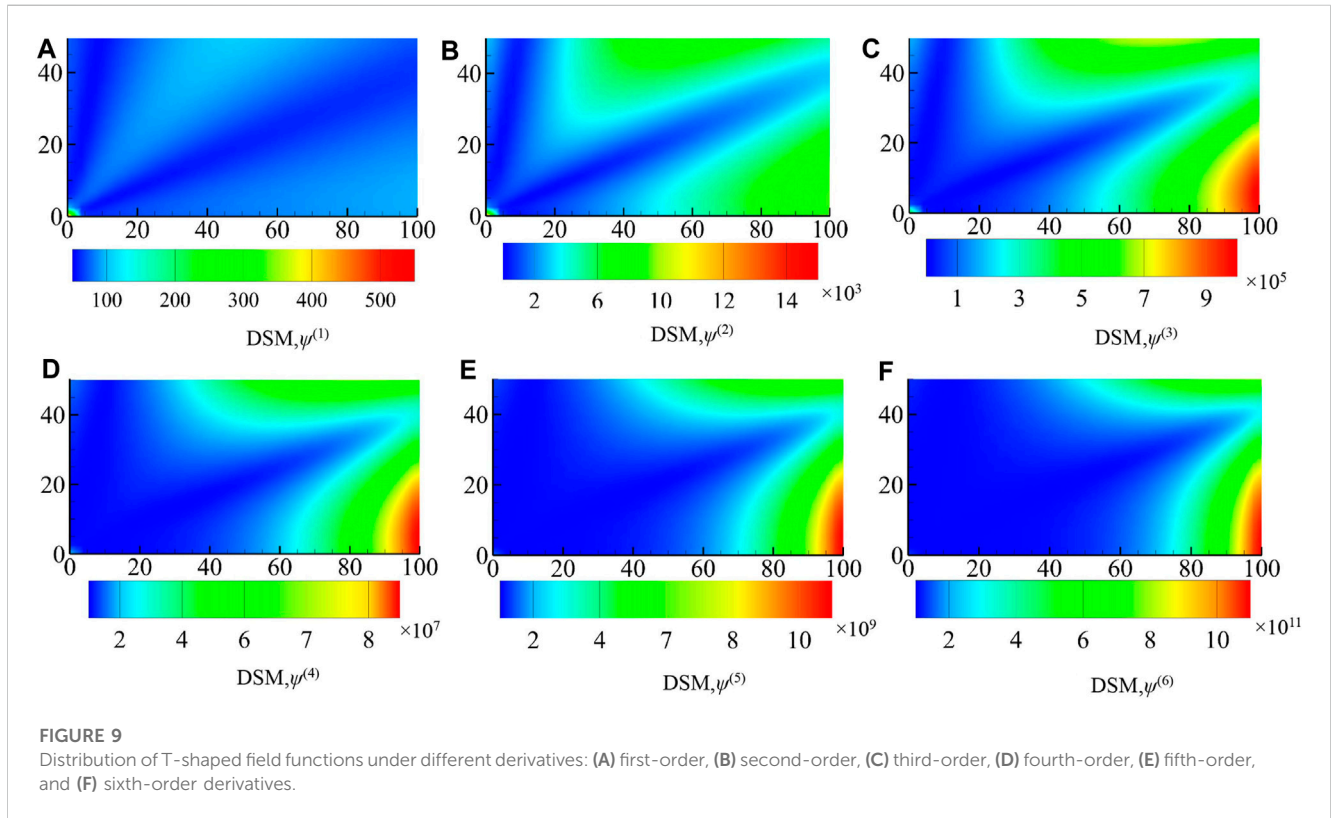 A
B
C
40
20
0
0 20 40 60 80 100
100 200 300 400 500
DSM,ψ(1)
40
20
0
0 20 40 60 80 100
2 6 10 12 14 ×10³
DSM,ψ(2)
40
20
0
0 20 40 60 80 100
1 3 5 7 9 ×10⁵
DSM,ψ(3)
D
E
F
40
20
0
0 20 40 60 80 100
2 4 6 7 8 ×10⁷
DSM,ψ(4)
40
20
0
0 20 40 60 80 100
2 4 7 8 10 ×10⁹
DSM,ψ(5)
40
20
0
0 20 40 60 80 100
2 4 6 8 10 ×10¹¹
DSM,ψ(6)
FIGURE 9
Distribution of T-shaped field functions under different derivatives: (A) first-order, (B) second-order, (C) third-order, (D) fourth-order, (E) fifth-order,
and (F) sixth-order derivatives.